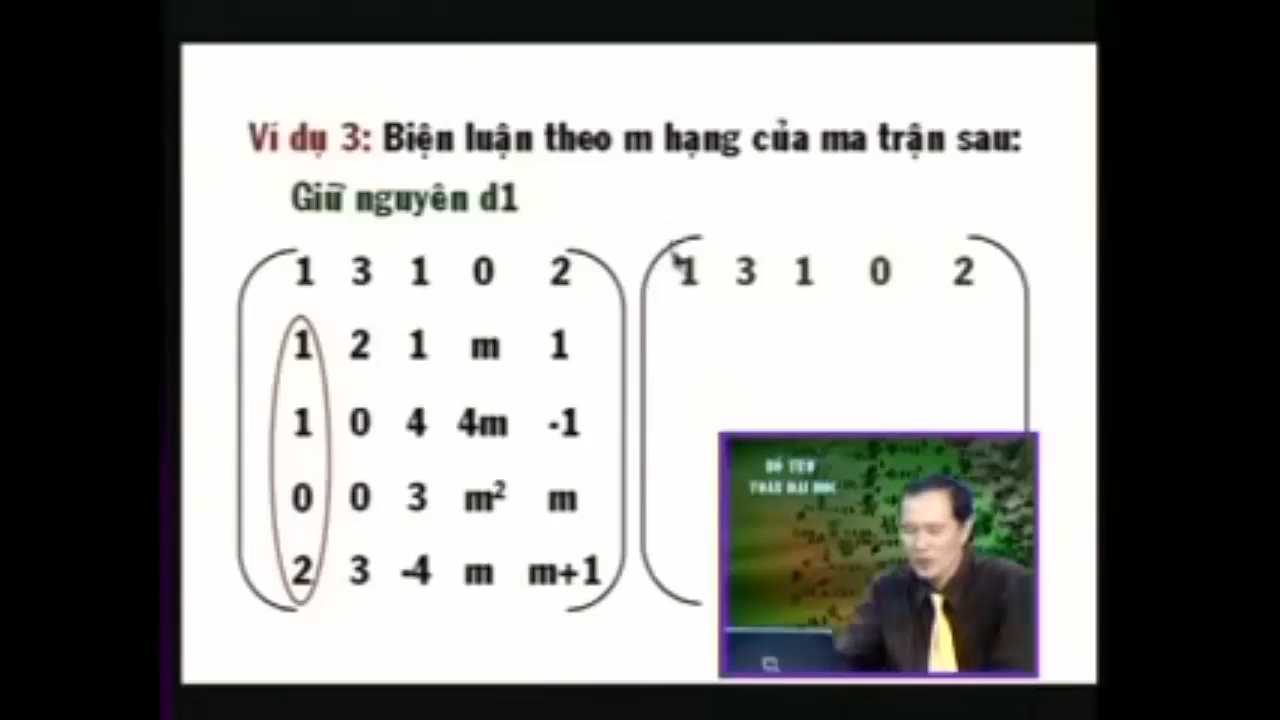 Ví dụ 3: Biện luận theo m hạng của ma trận sau:
Giữ nguyên d1
1 3 1 0 2
1 3 1 0 2
1 2 1 m 1
1 0 4 4m -1
0 0 3 m² m
2 3 -4 m m+1